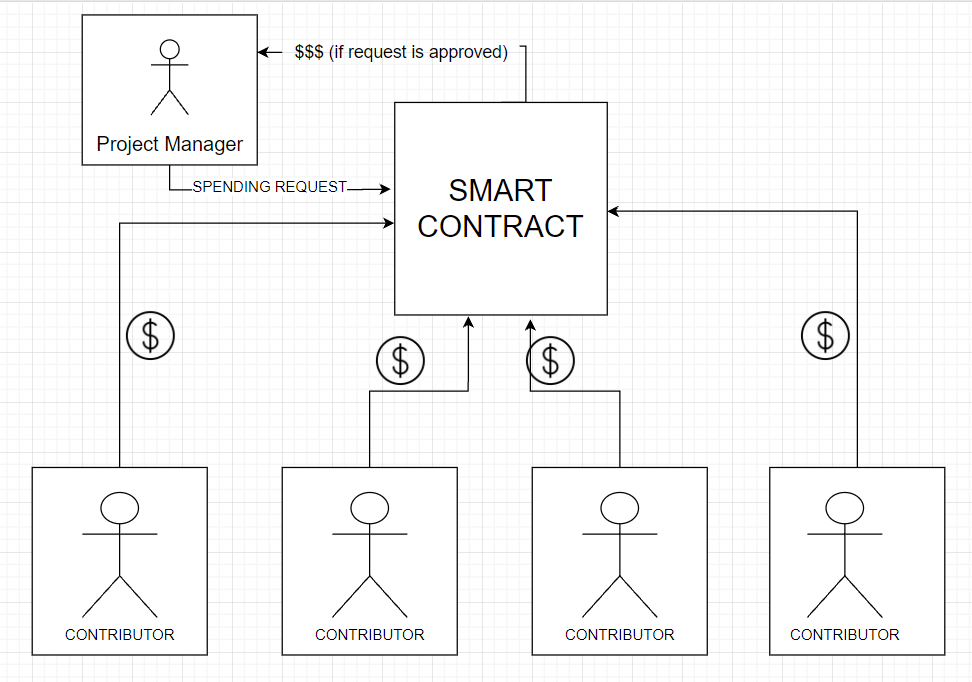 $$$ (if request is approved)
Project Manager
SPENDING REQUEST
SMART
CONTRACT
$
$
$
$
CONTRIBUTOR
CONTRIBUTOR
CONTRIBUTOR
CONTRIBUTOR